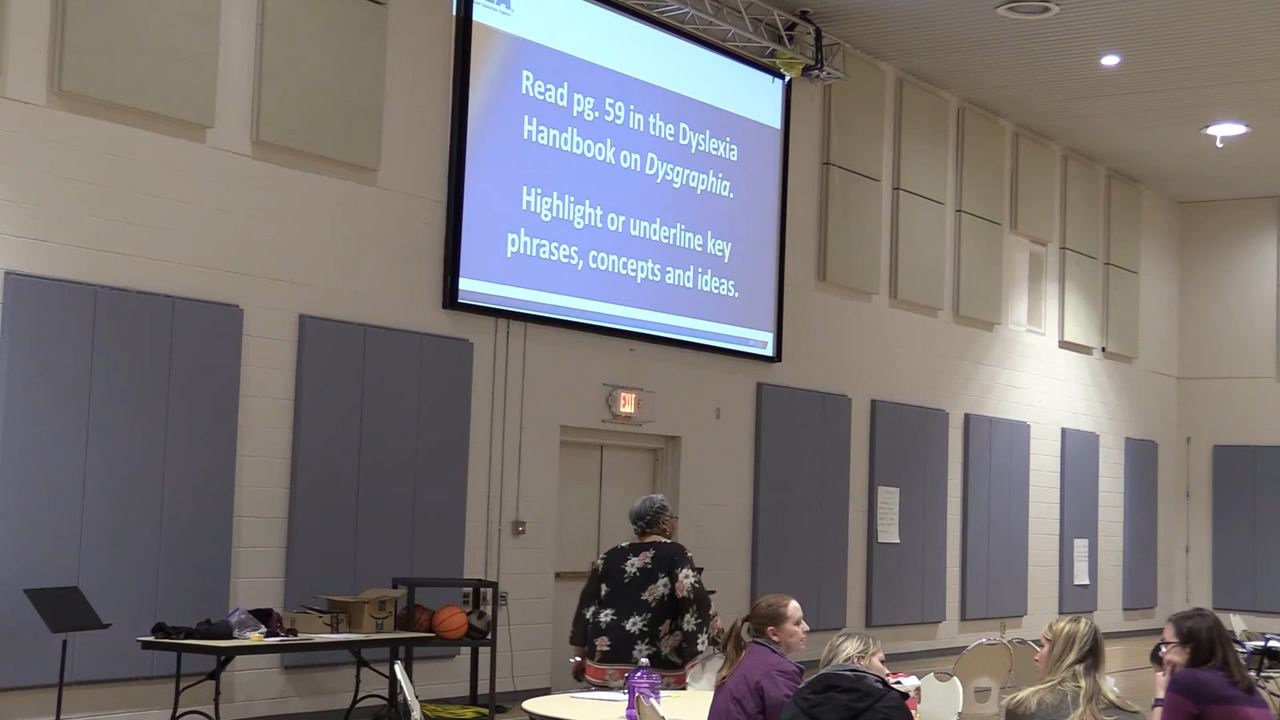 Read pg. 59 in the Dyslexia
Handbook on Dysgraphia.
Highlight or underline key
phrases, concepts and ideas.
EXIT